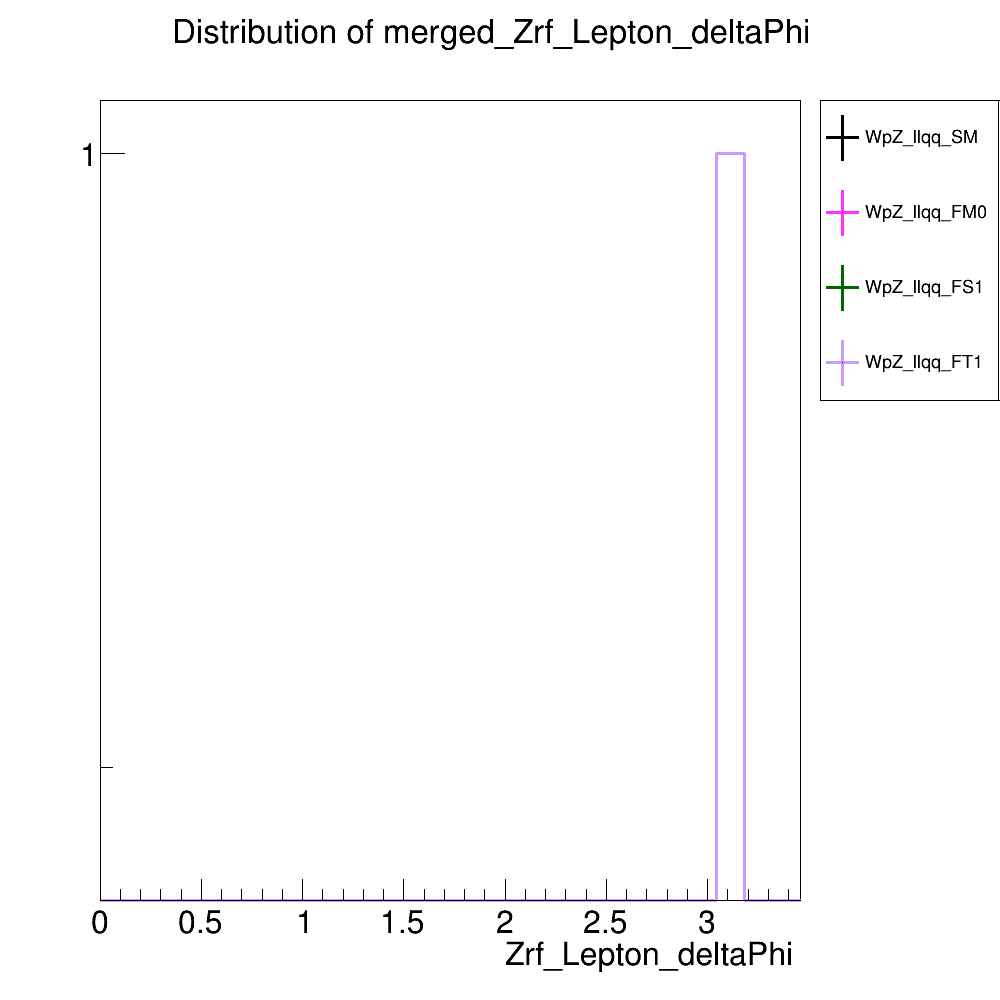 Distribution of merged_Zrf_Lepton_deltaPhi
1
WpZ_llqq_SM
WpZ_llqq_FM0
WpZ_llqq_FS1
WpZ_llqq_FT1
0 0.5 1 1.5 2 2.5 3
Zrf_Lepton_deltaPhi